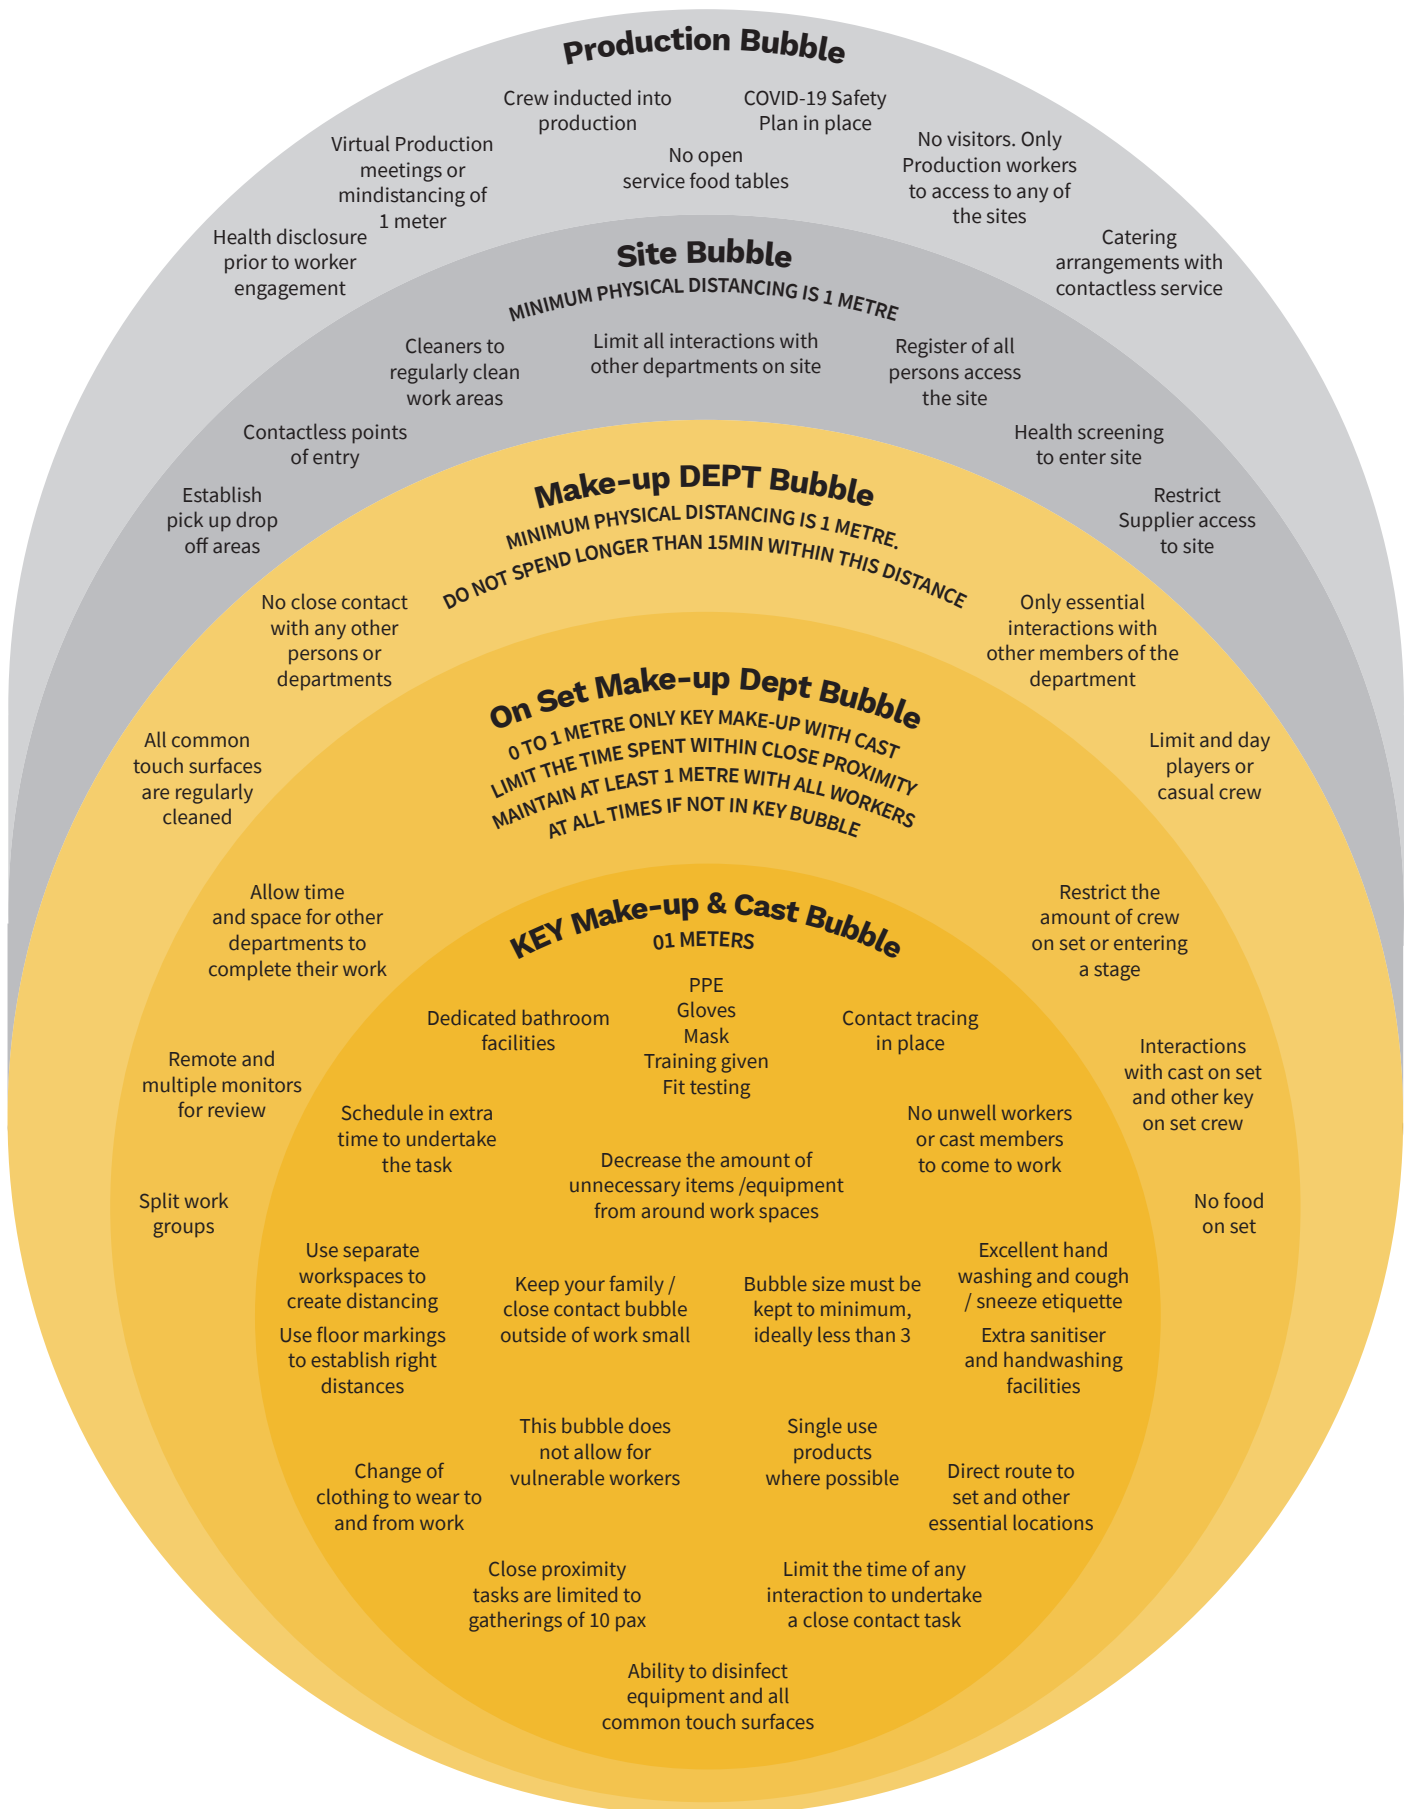 Production Bubble
Crew inducted into
production
COVID-19 Safety
Plan in place
Virtual Production
meetings or
mindistancing of
1 meter
No open
service food tables
No visitors. Only
Production workers
to access to any of
the sites
Health disclosure
prior to worker
engagement
Catering
arrangements with
contactless service
Site Bubble
MINIMUM PHYSICAL DISTANCING IS 1 METRE
Cleaners to
regularly clean
work areas
Limit all interactions with
other departments on site
Register of all
persons access
the site
Contactless points
of entry
Health screening
to enter site
Establish
pick up drop
off areas
Restrict
Supplier access
to site
Make-up DEPT Bubble
MINIMUM PHYSICAL DISTANCING IS 1 METRE.
DO NOT SPEND LONGER THAN 15MIN WITHIN THIS DISTANCE
No close contact
with any other
persons or
departments
Only essential
interactions with
other members of the
department
All common
touch surfaces
are regularly
cleaned
Limit and day
players or
casual crew
On Set Make-up Dept Bubble
0 TO 1 METRE ONLY KEY MAKE-UP WITH CAST
LIMIT THE TIME SPENT WITHIN CLOSE PROXIMITY
MAINTAIN AT LEAST 1 METRE WITH ALL WORKERS
AT ALL TIMES IF NOT IN KEY BUBBLE
Allow time
and space for other
departments to
complete their work
Restrict the
amount of crew
on set or entering
a stage
Remote and
multiple monitors
for review
Interactions
with cast on set
and other key
on set crew
Split work
groups
No food
on set
KEY Make-up & Cast Bubble
01 METERS
PPE
Gloves
Mask
Training given
Fit testing
Dedicated bathroom
facilities
Contact tracing
in place
Schedule in extra
time to undertake
the task
No unwell workers
or cast members
to come to work
Decrease the amount of
unnecessary items /equipment
from around work spaces
Use separate
workspaces to
create distancing
Keep your family /
close contact bubble
outside of work small
Bubble size must be
kept to minimum,
ideally less than 3
Excellent hand
washing and cough
/ sneeze etiquette
Use floor markings
to establish right
distances
Extra sanitiser
and handwashing
facilities
This bubble does
not allow for
vulnerable workers
Single use
products
where possible
Change of
clothing to wear to
and from work
Direct route to
set and other
essential locations
Close proximity
tasks are limited to
gatherings of 10 pax
Limit the time of any
interaction to undertake
a close contact task
Ability to disinfect
equipment and all
common touch surfaces